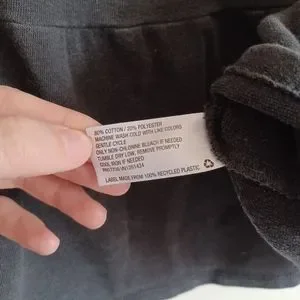 80% COTTON / 20% POLYESTER
MACHINE WASH COLD WITH LIKE COLORS
GENTLE CYCLE
ONLY NON-CHLORINE BLEACH IF NEEDED
TUMBLE DRY LOW, REMOVE PROMPTLY
COOL IRON IF NEEDED
LABEL MADE FROM 100% RECYCLED PLASTIC